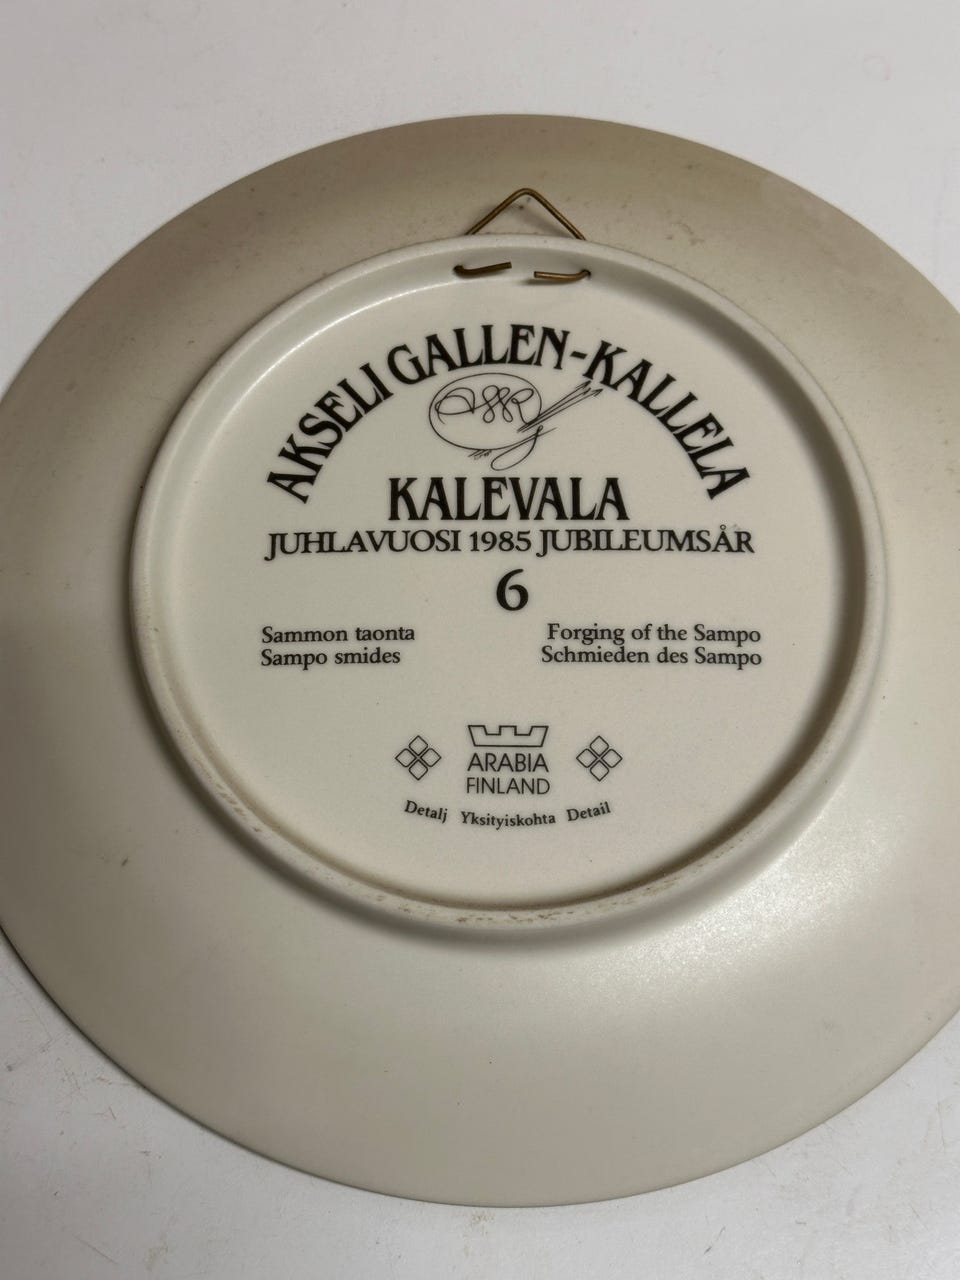 AKSELI GALLEN-KALLELA
KALEVALA
JUHLAVUOSI 1985 JUBILEUMSÅR
6
Sammon taonta
Sampo smides
Forging of the Sampo
Schmieden des Sampo
ARABIA
FINLAND
Detalj Yksityiskohta Detail